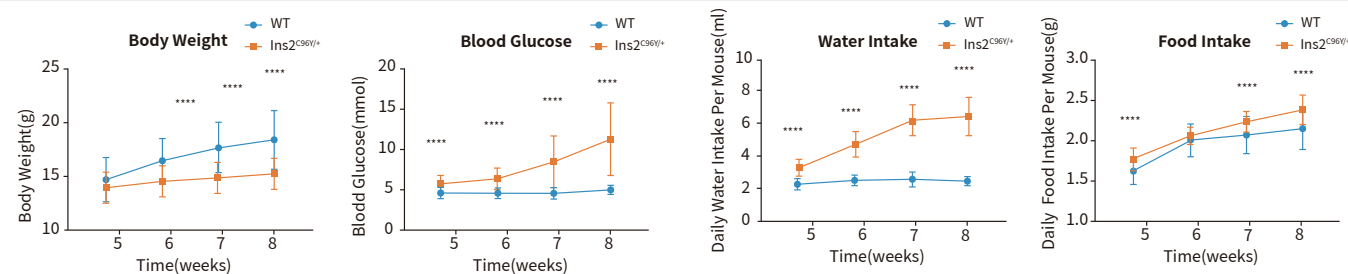 Body Weight
WT
Ins2C96Y/+
Body Weight(g)
25
20
15
10
****
****
****
5 6 7 8
Time(weeks)
Blood Glucose
WT
Ins2C96Y/+
Blodd Glucose(mmol)
20
15
10
5
0
****
****
****
****
5 6 7 8
Time(weeks)
Water Intake
WT
Ins2C96Y/+
Daily Water Intake Per Mouse(ml)
10
8
6
4
2
0
****
****
****
****
5 6 7 8
Time(weeks)
Food Intake
WT
Ins2C96Y/+
Daily Food Intake Per Mouse(g)
3.0
2.5
2.0
1.5
1.0
****
****
****
5 6 7 8
Time(weeks)